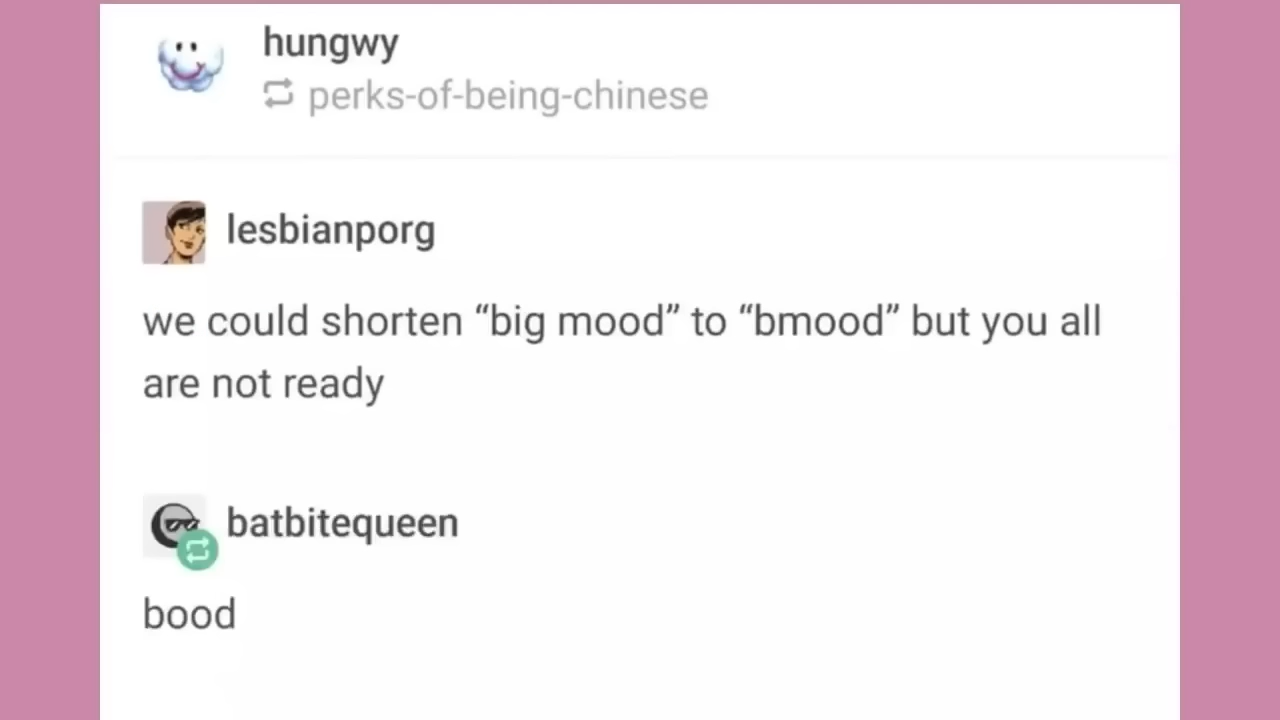 hungwy
perks-of-being-chinese
lesbianporg
we could shorten “big mood” to “bmood” but you all
are not ready
batbitequeen
bood